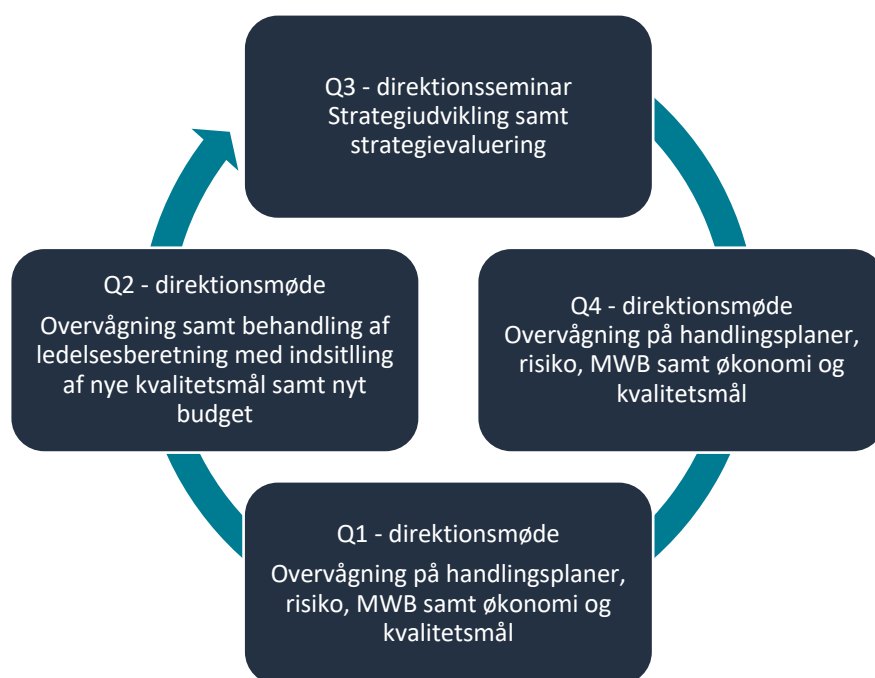 Q3 - direktionsseminar
Strategiudvikling samt
strategievaluering
Q4 - direktionsmøde
Overvågning på handlingsplaner,
risiko, MWB samt økonomi og
kvalitetsmål
Q1 - direktionsmøde
Overvågning på handlingsplaner,
risiko, MWB samt økonomi og
kvalitetsmål
Q2 - direktionsmøde
Overvågning samt behandling af
ledelsesberetning med indsitlling
af nye kvalitetsmål samt nyt
budget